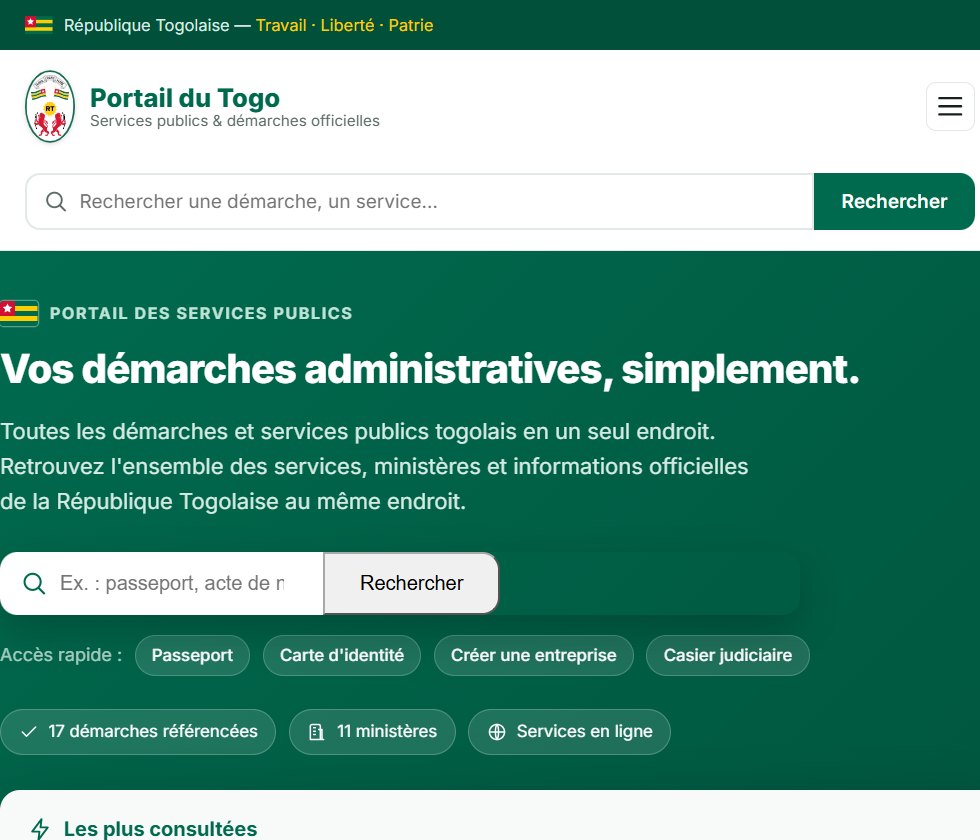 République Togolaise — Travail · Liberté · Patrie
RT
Portail du Togo
Services publics & démarches officielles
Rechercher une démarche, un service...
Rechercher
PORTAIL DES SERVICES PUBLICS
Vos démarches administratives, simplement.
Toutes les démarches et services publics togolais en un seul endroit.
Retrouvez l'ensemble des services, ministères et informations officielles
de la République Togolaise au même endroit.
Ex. : passeport, acte de n
Rechercher
Accès rapide :
Passeport
Carte d'identité
Créer une entreprise
Casier judiciaire
17 démarches référencées
11 ministères
Services en ligne
Les plus consultées